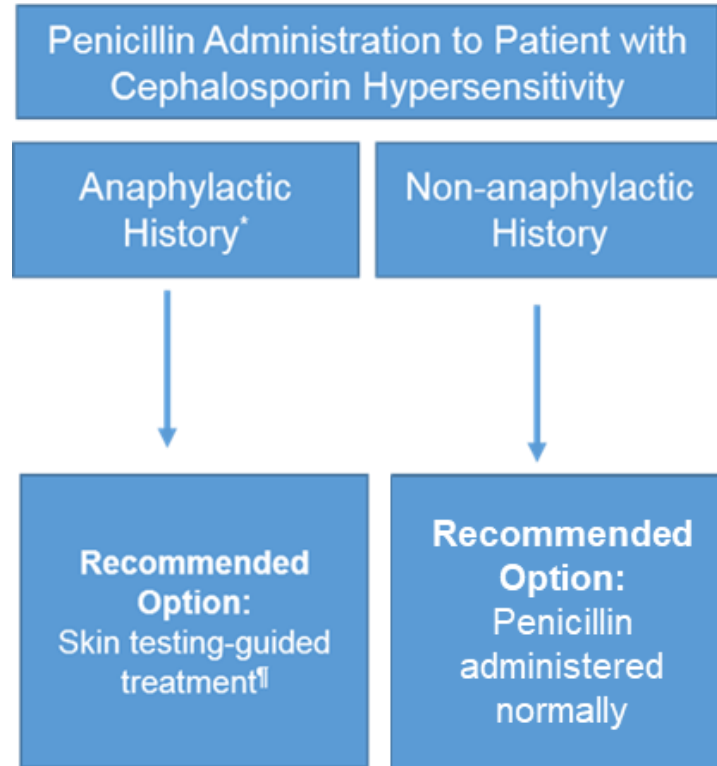 Penicillin Administration to Patient with
Cephalosporin Hypersensitivity
Anaphylactic
History*
Non-anaphylactic
History
Recommended
Option:
Skin testing-guided
treatment¶
Recommended
Option:
Penicillin
administered
normally